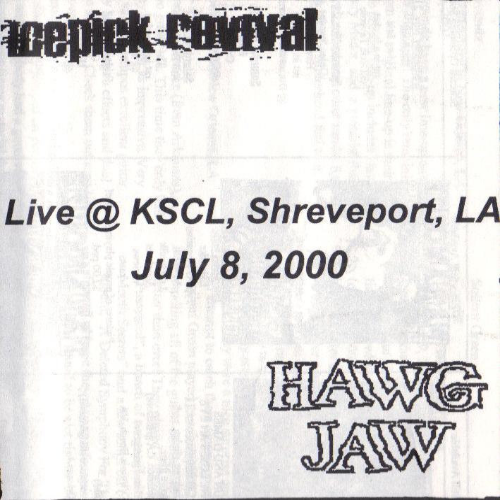 icepick revival
Live @ KSCL, Shreveport, LA
July 8, 2000
HAWG
JAW